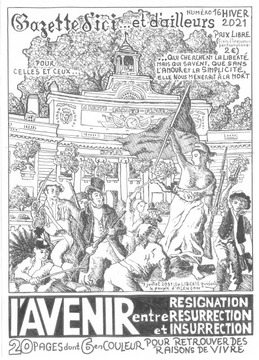 Gazette d'ici... et d'ailleurs
NUMÉRO 16 HIVER
2021
PRIX LIBRE
2€)
POUR
CELLES ET CEUX...
...QUI CHERCHENT LA LIBERTÉ,
MAIS QUI SAVENT, QUE SANS
L'AMOUR ET LA SIMPLICITÉ,
ELLE NOUS MÈNERAIT À LA MORT
L'AVENIR entre RÉSIGNATION
RÉSURRECTION
et INSURRECTION
20 PAGES dont 6 en COULEUR POUR RETROUVER DES
RAISONS DE VIVRE